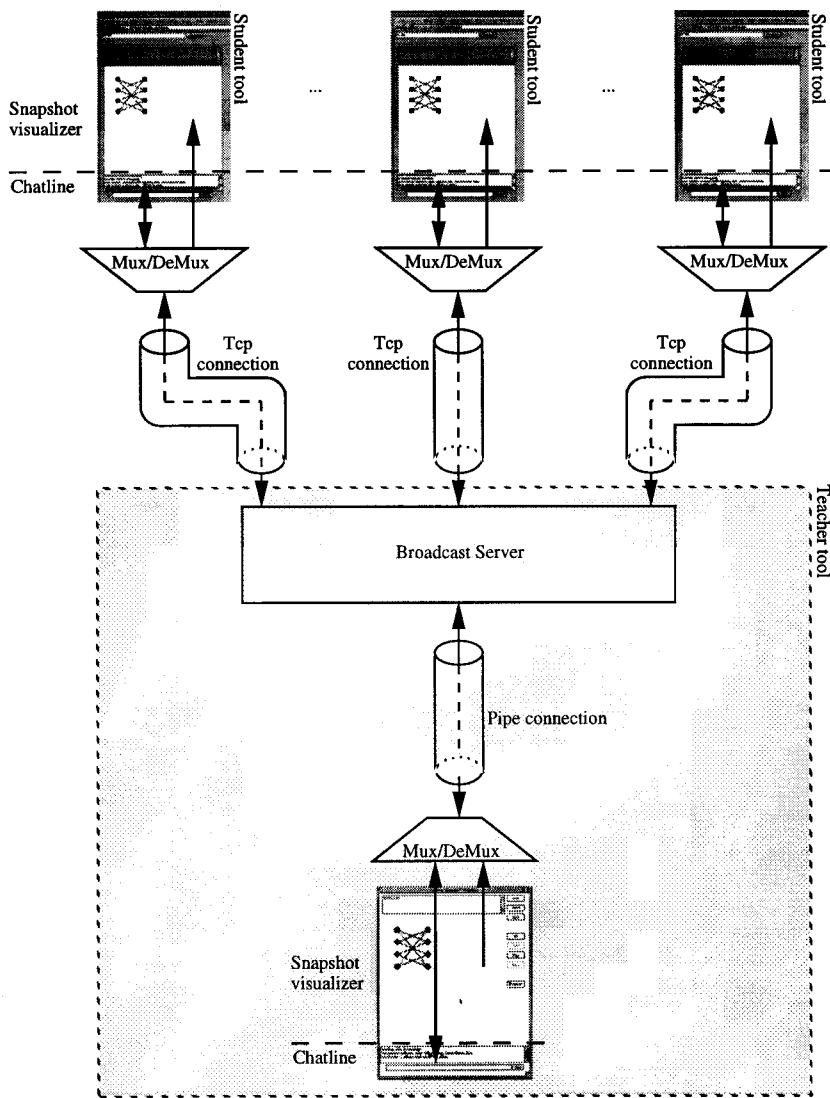 Student tool
Student tool
Student tool
...
...
Snapshot
visualizer
Chatline
Mux/DeMux
Mux/DeMux
Mux/DeMux
Tcp
connection
Tcp
connection
Tcp
connection
Teacher tool
Broadcast Server
Pipe connection
Mux/DeMux
Snapshot
visualizer
Chatline